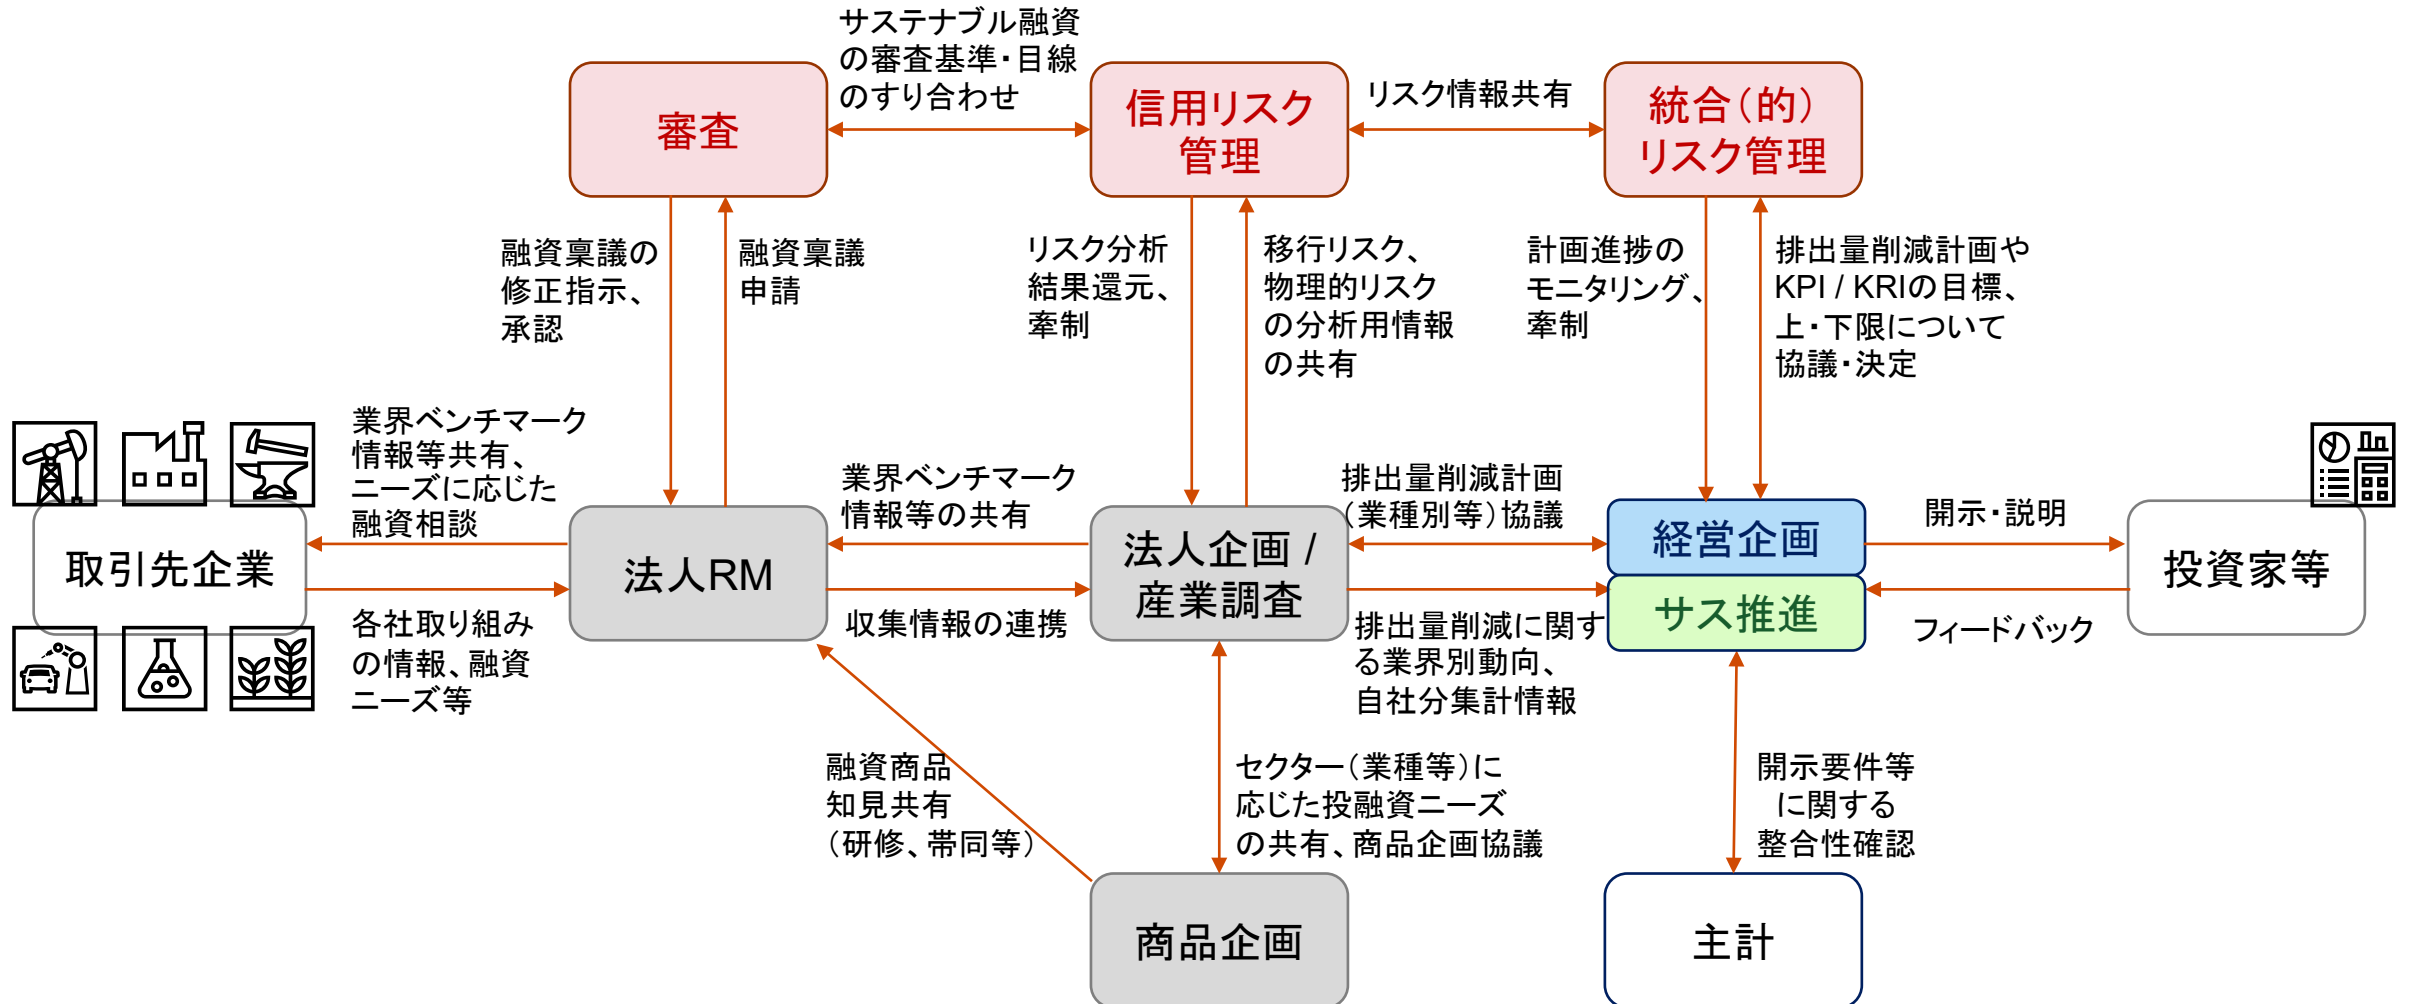 サステナブル融資
の審査基準・目線
のすり合わせ
審査
信用リスク
管理
リスク情報共有
統合（的）
リスク管理
融資稟議の
修正指示、
承認
融資稟議
申請
リスク分析
結果還元、
牽制
移行リスク、
物理的リスク
の分析用情報
の共有
計画進捗の
モニタリング、
牽制
排出量削減計画や
KPI / KRIの目標、
上・下限について
協議・決定
業界ベンチマーク
情報等共有、
ニーズに応じた
融資相談
取引先企業
各社取り組み
の情報、融資
ニーズ等
法人RM
業界ベンチマーク
情報等の共有
収集情報の連携
法人企画 /
産業調査
排出量削減計画
（業種別等）協議
排出量削減に関す
る業界別動向、
自社分集計情報
経営企画
サス推進
開示・説明
フィードバック
投資家等
融資商品
知見共有
（研修、帯同等）
セクター（業種等）に
応じた投融資ニーズ
の共有、商品企画協議
開示要件等
に関する
整合性確認
商品企画
主計